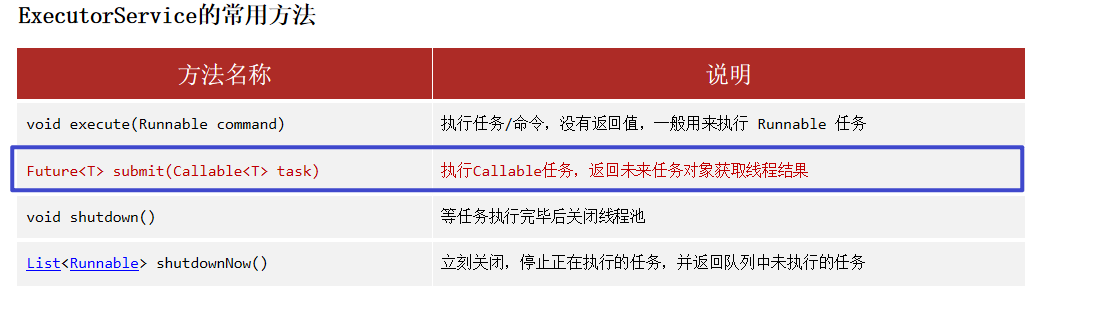 ExecutorService的常用方法
方法名称 说明
void execute(Runnable command) 执行任务/命令，没有返回值，一般用来执行 Runnable 任务
Future<T> submit(Callable<T> task) 执行Callable任务，返回未来任务对象获取线程结果
void shutdown() 等任务执行完毕后关闭线程池
List<Runnable> shutdownNow() 立刻关闭，停止正在执行的任务，并返回队列中未执行的任务